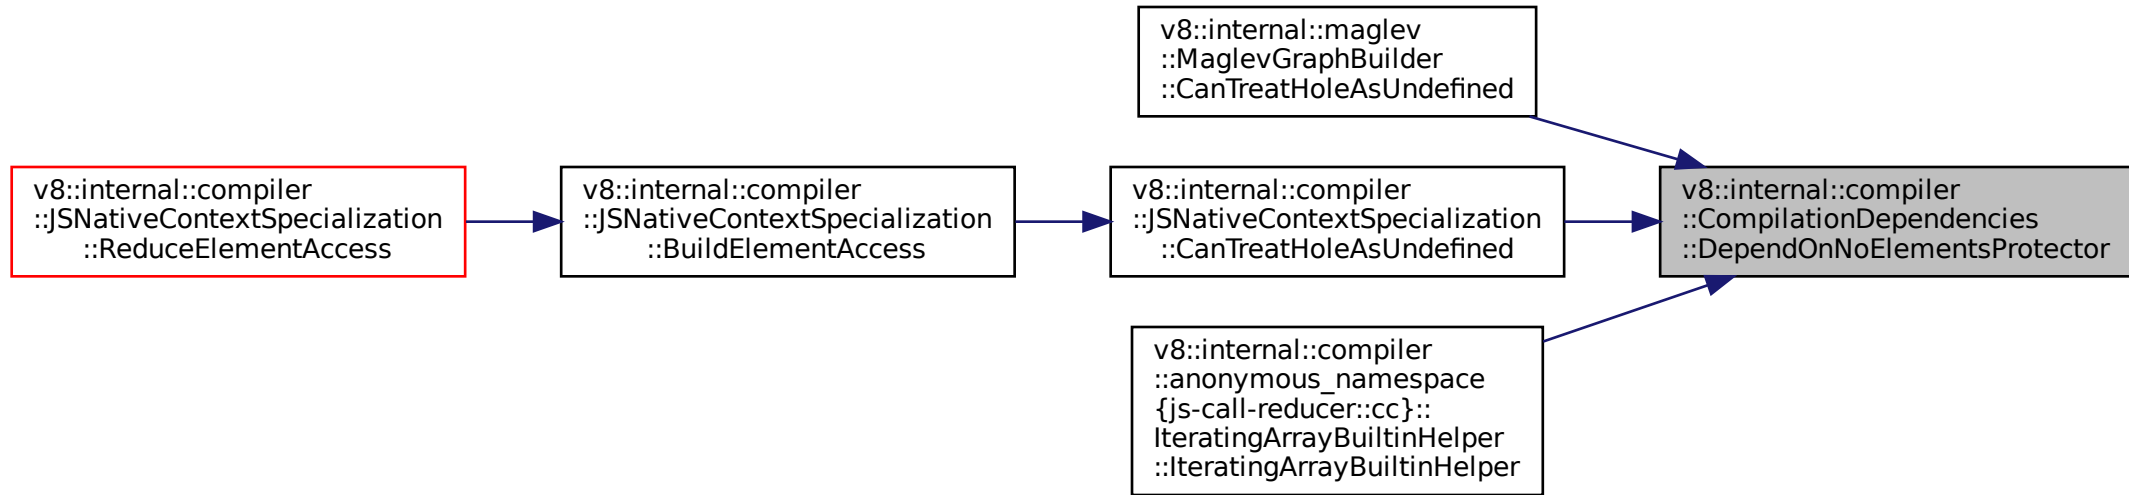 v8::internal::maglev
::MaglevGraphBuilder
::CanTreatHoleAsUndefined
v8::internal::compiler
::JSNativeContextSpecialization
::ReduceElementAccess
v8::internal::compiler
::JSNativeContextSpecialization
::BuildElementAccess
v8::internal::compiler
::JSNativeContextSpecialization
::CanTreatHoleAsUndefined
v8::internal::compiler
::CompilationDependencies
::DependOnNoElementsProtector
v8::internal::compiler
::anonymous_namespace
{js-call-reducer::cc}::
IteratingArrayBuiltinHelper
::IteratingArrayBuiltinHelper